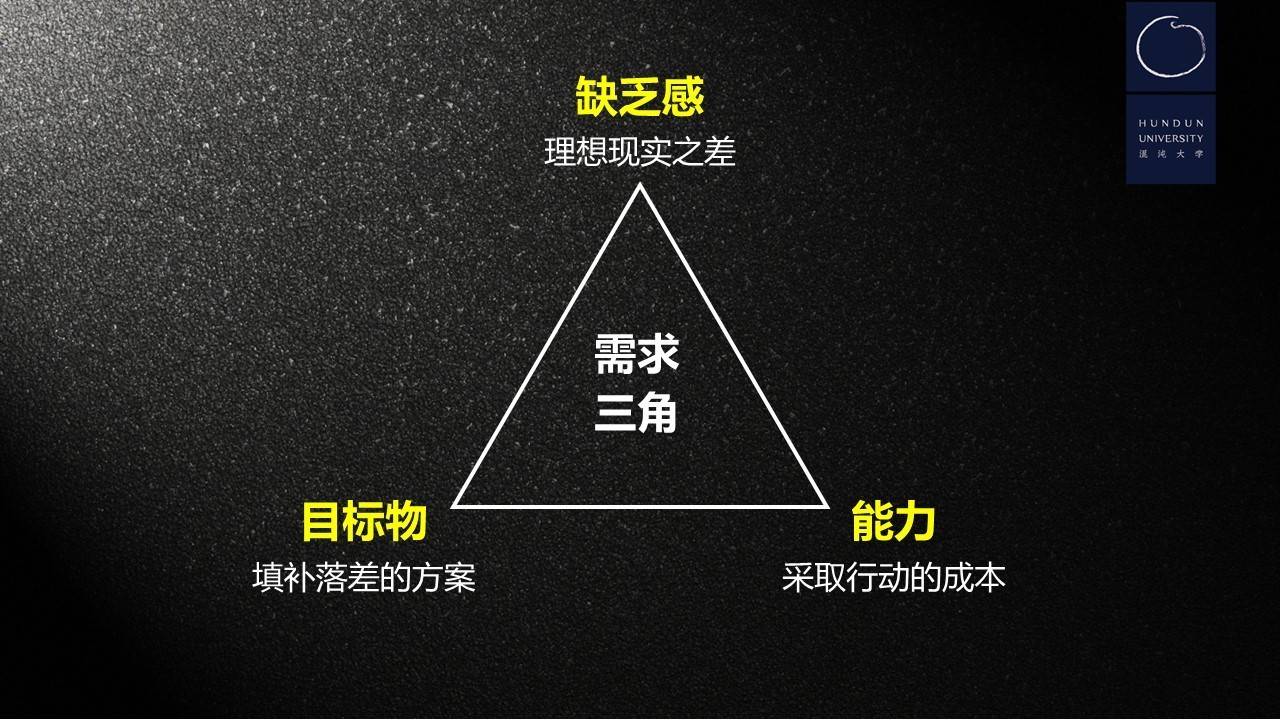 缺乏感
理想现实之差
HUNDUN
UNIVERSITY
混沌大学
需求
三角
目标物
填补落差的方案
能力
采取行动的成本